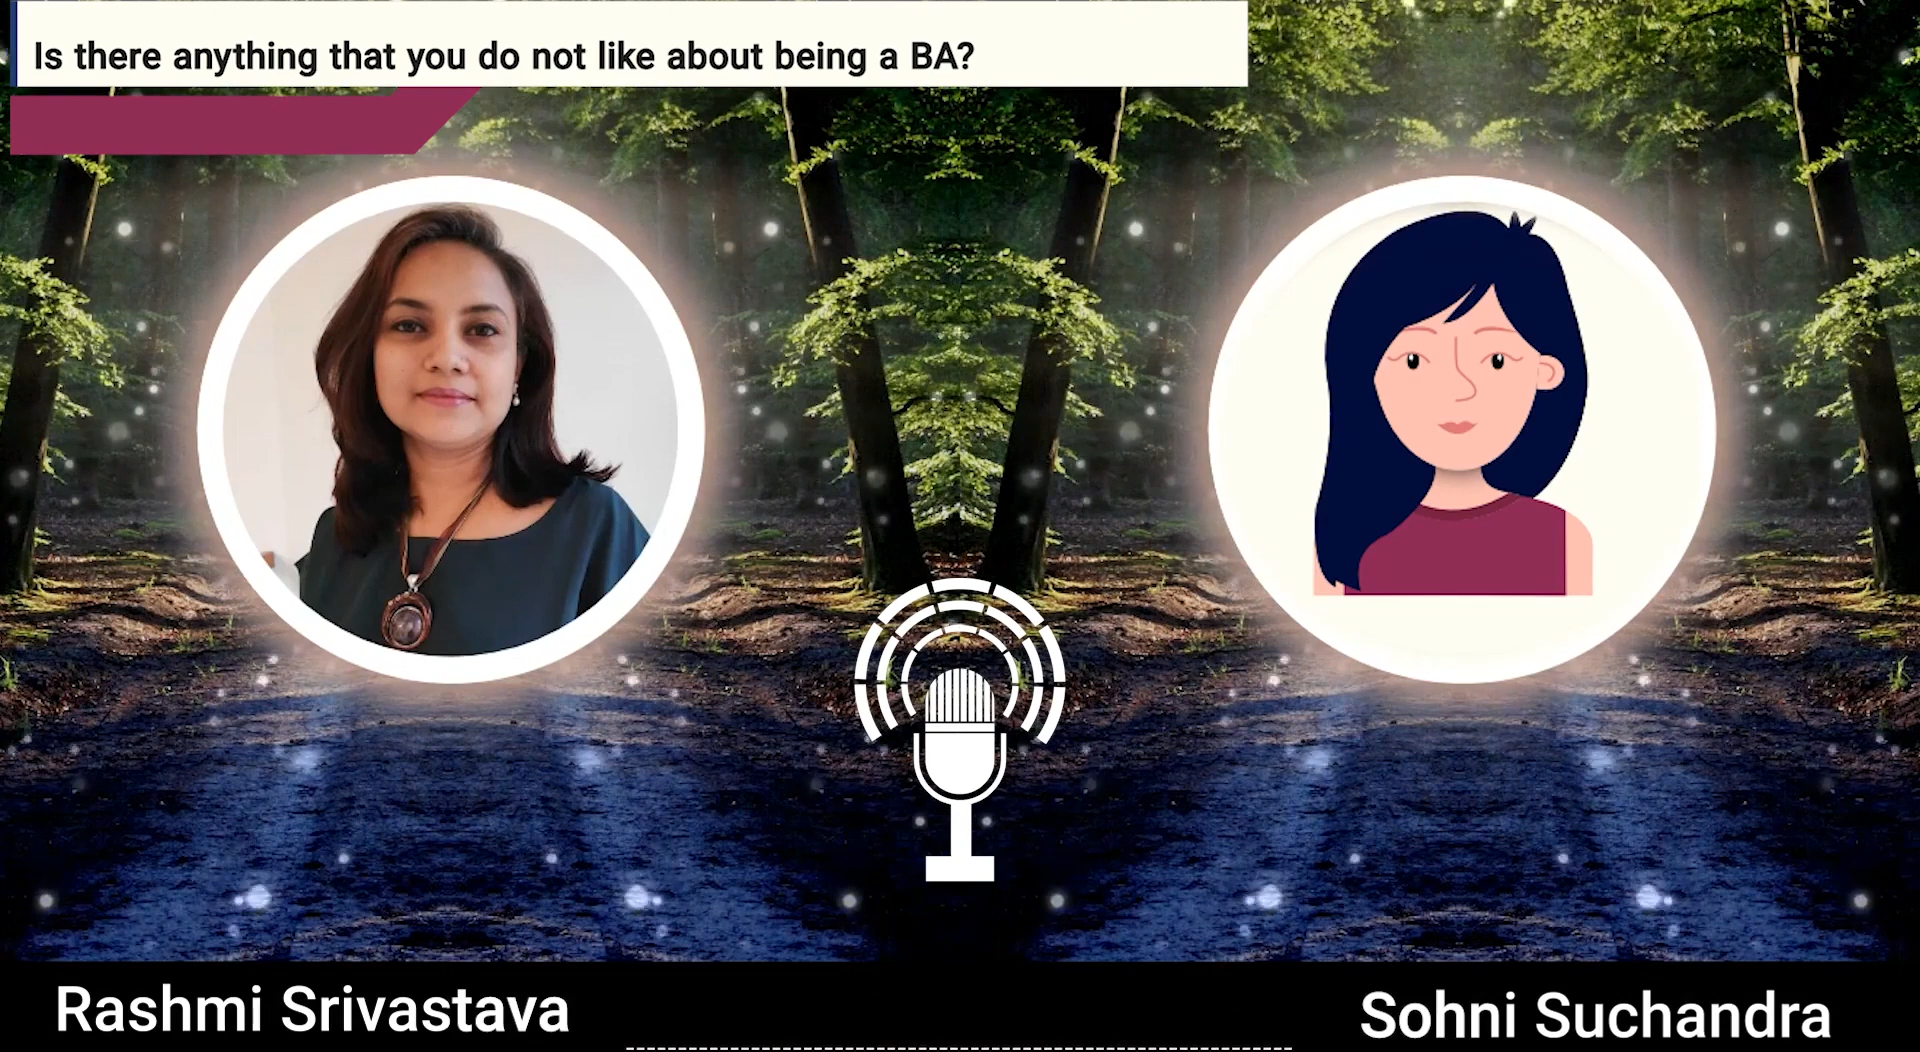 Is there anything that you do not like about being a BA?
Rashmi Srivastava
Sohni Suchandra